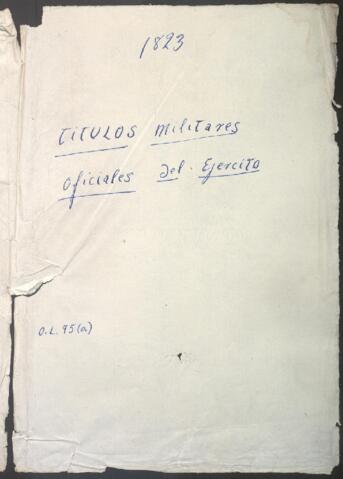 1823
TITULOS Militares
Oficiales Del. Ejercito
O.L. 95(a)